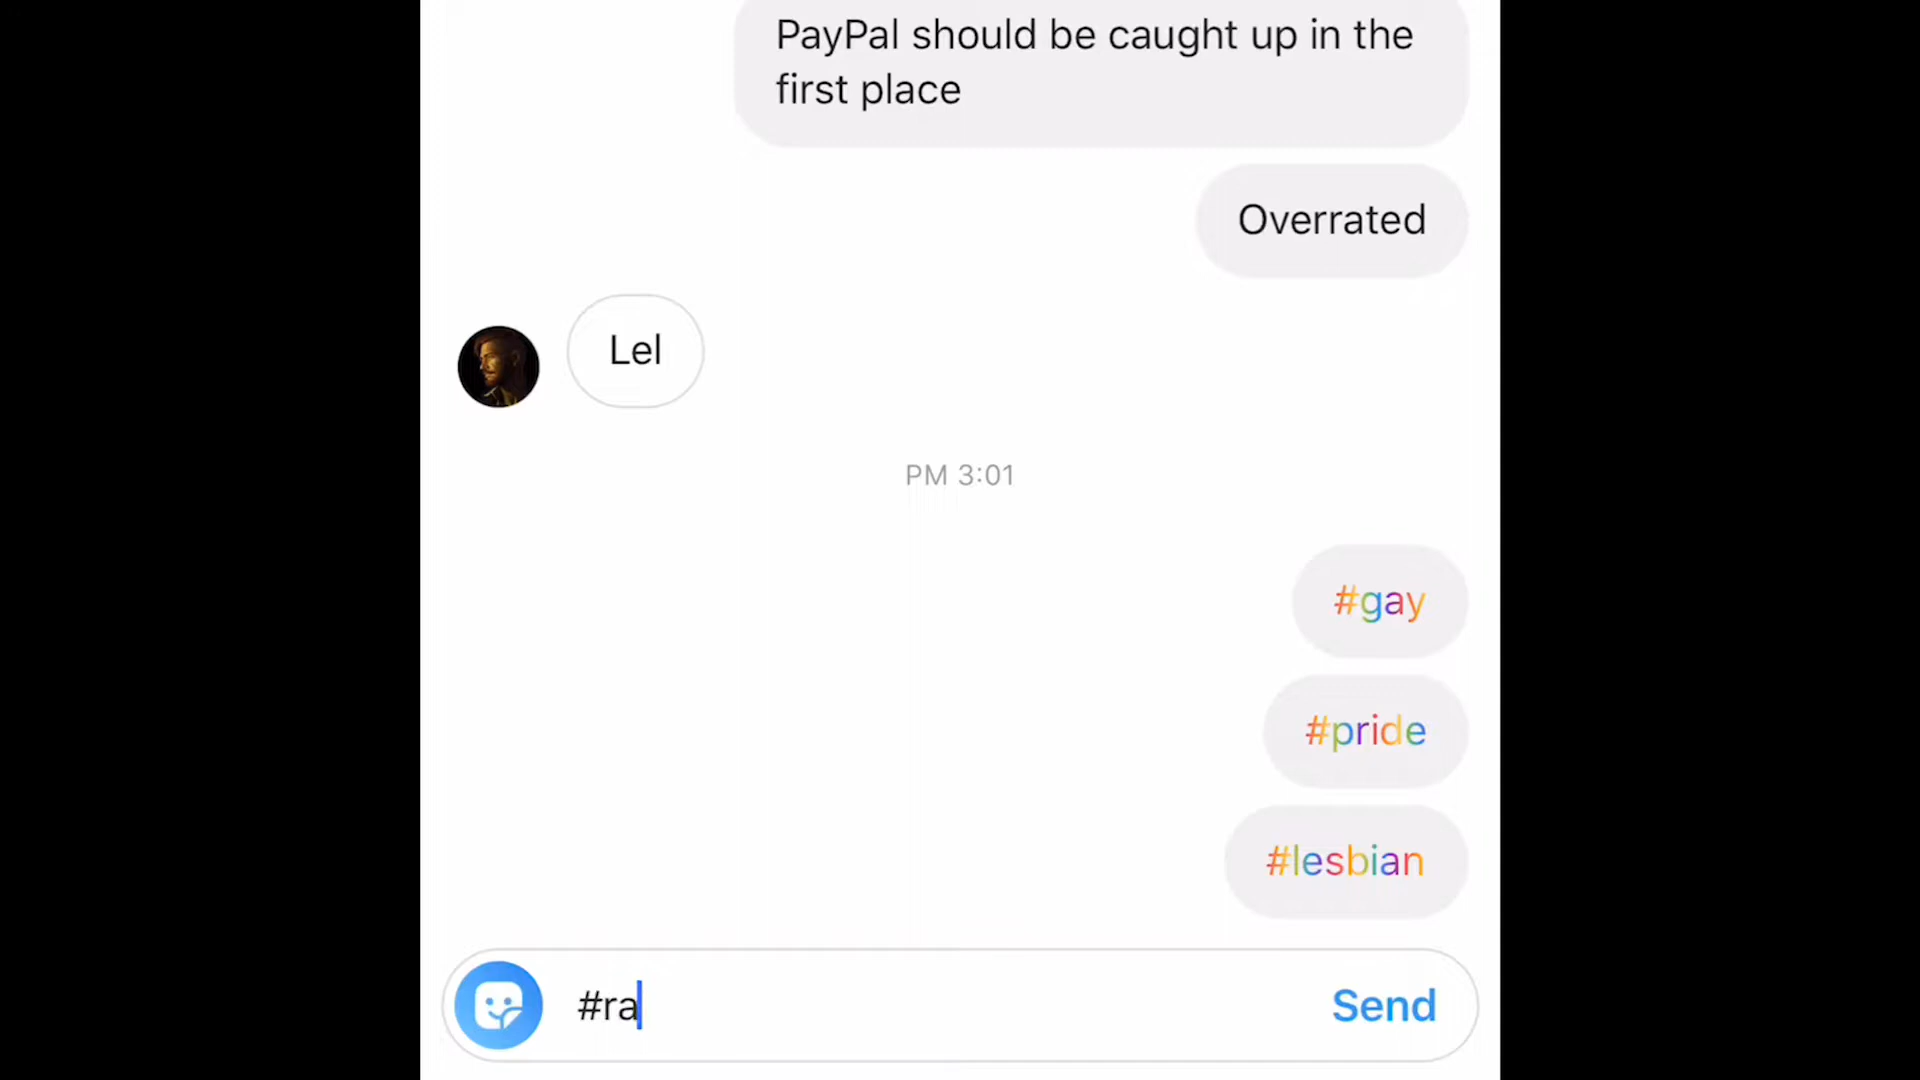 PayPal should be caught up in the
first place
Overrated
Lel
PM 3:01
#gay
#pride
#lesbian
#ra
Send